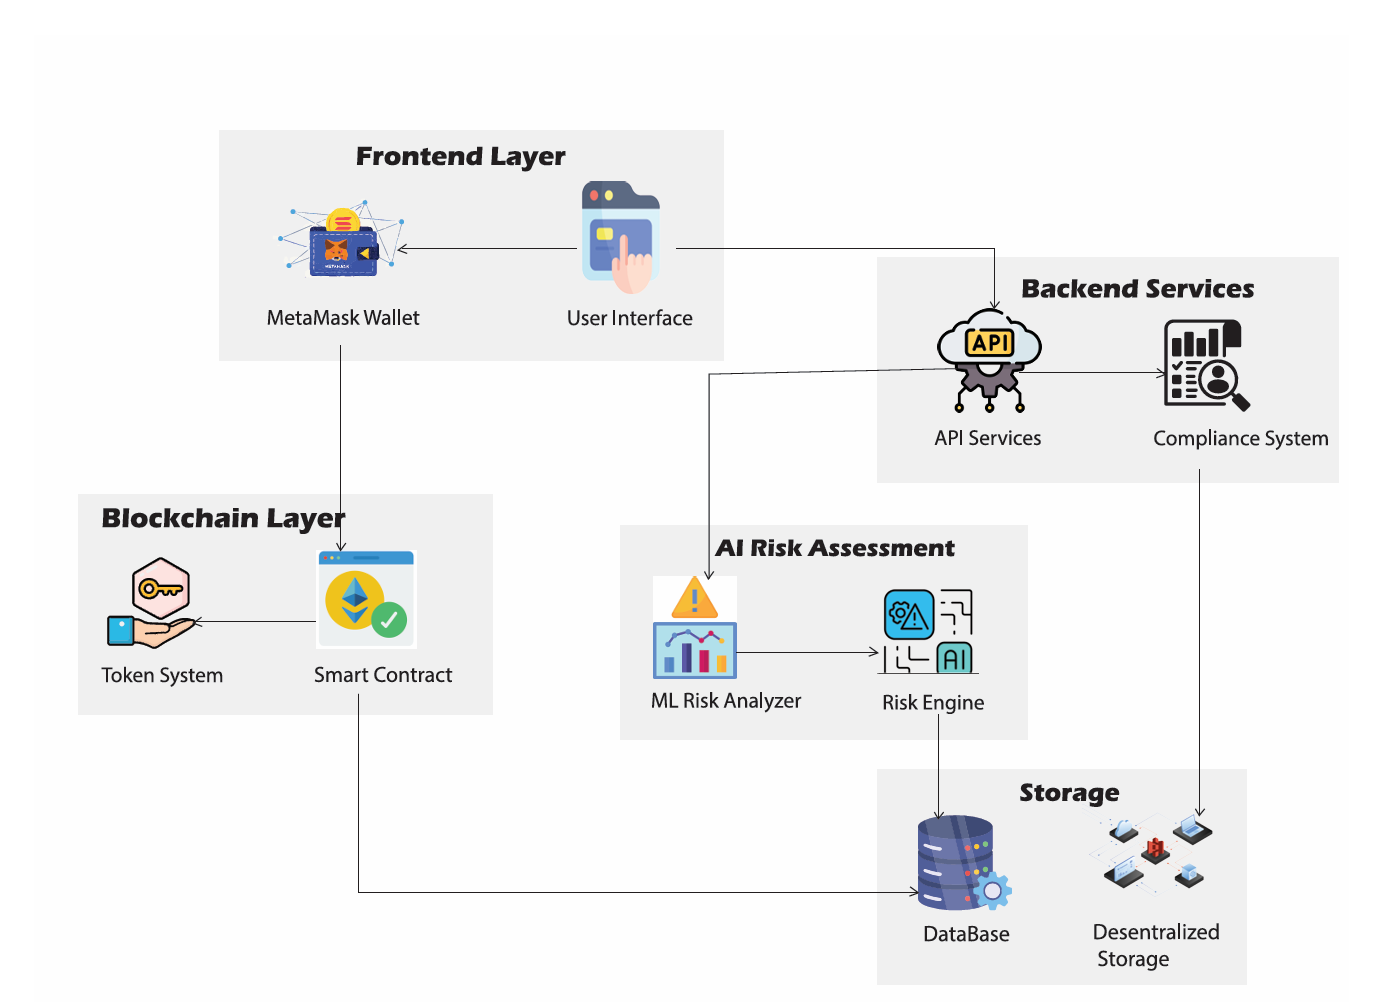 Frontend Layer
METAMASK
MetaMask Wallet
User Interface
Backend Services
API
API Services
Compliance System
Blockchain Layer
Token System
Smart Contract
AI Risk Assessment
AI
ML Risk Analyzer
Risk Engine
Storage
DataBase
Desentralized
Storage